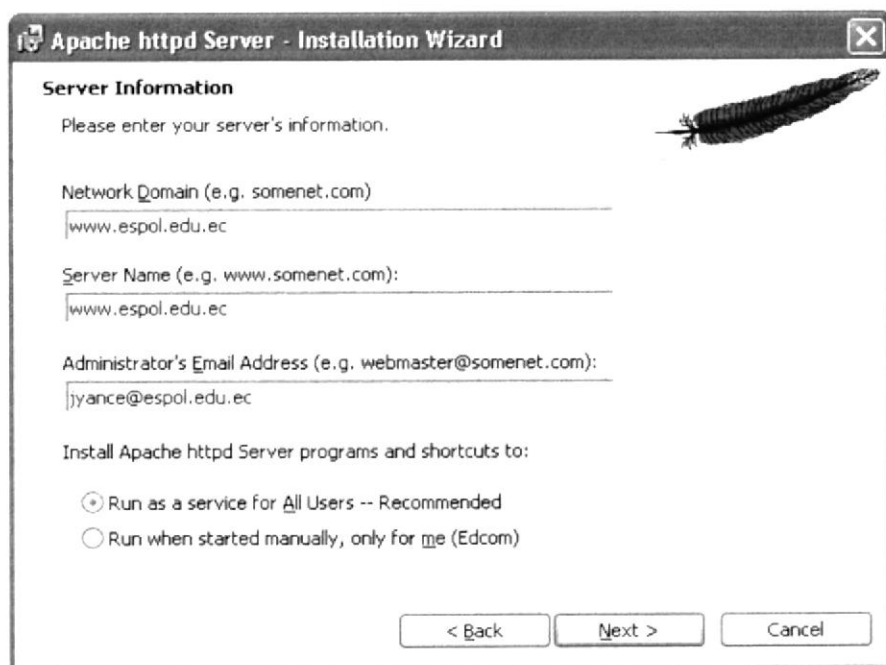 Apache httpd Server - Installation Wizard
Server Information
Please enter your server's information.
Network Domain (e.g. somenet.com)
www.espol.edu.ec
Server Name (e.g. www.somenet.com):
www.espol.edu.ec
Administrator's Email Address (e.g. webmaster@somenet.com):
jyance@espol.edu.ec
Install Apache httpd Server programs and shortcuts to:
Run as a service for All Users -- Recommended
Run when started manually, only for me (Edcom)
< Back Next > Cancel